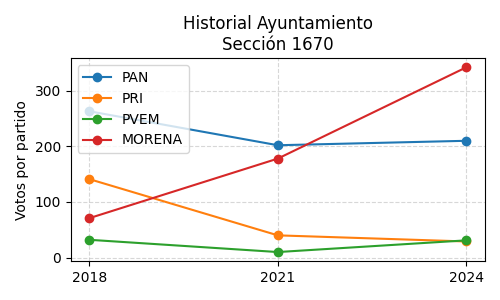 Historial Ayuntamiento
Sección 1670
Votos por partido
300
200
100
0
PAN
PRI
PVEM
MORENA
2018
2021
2024